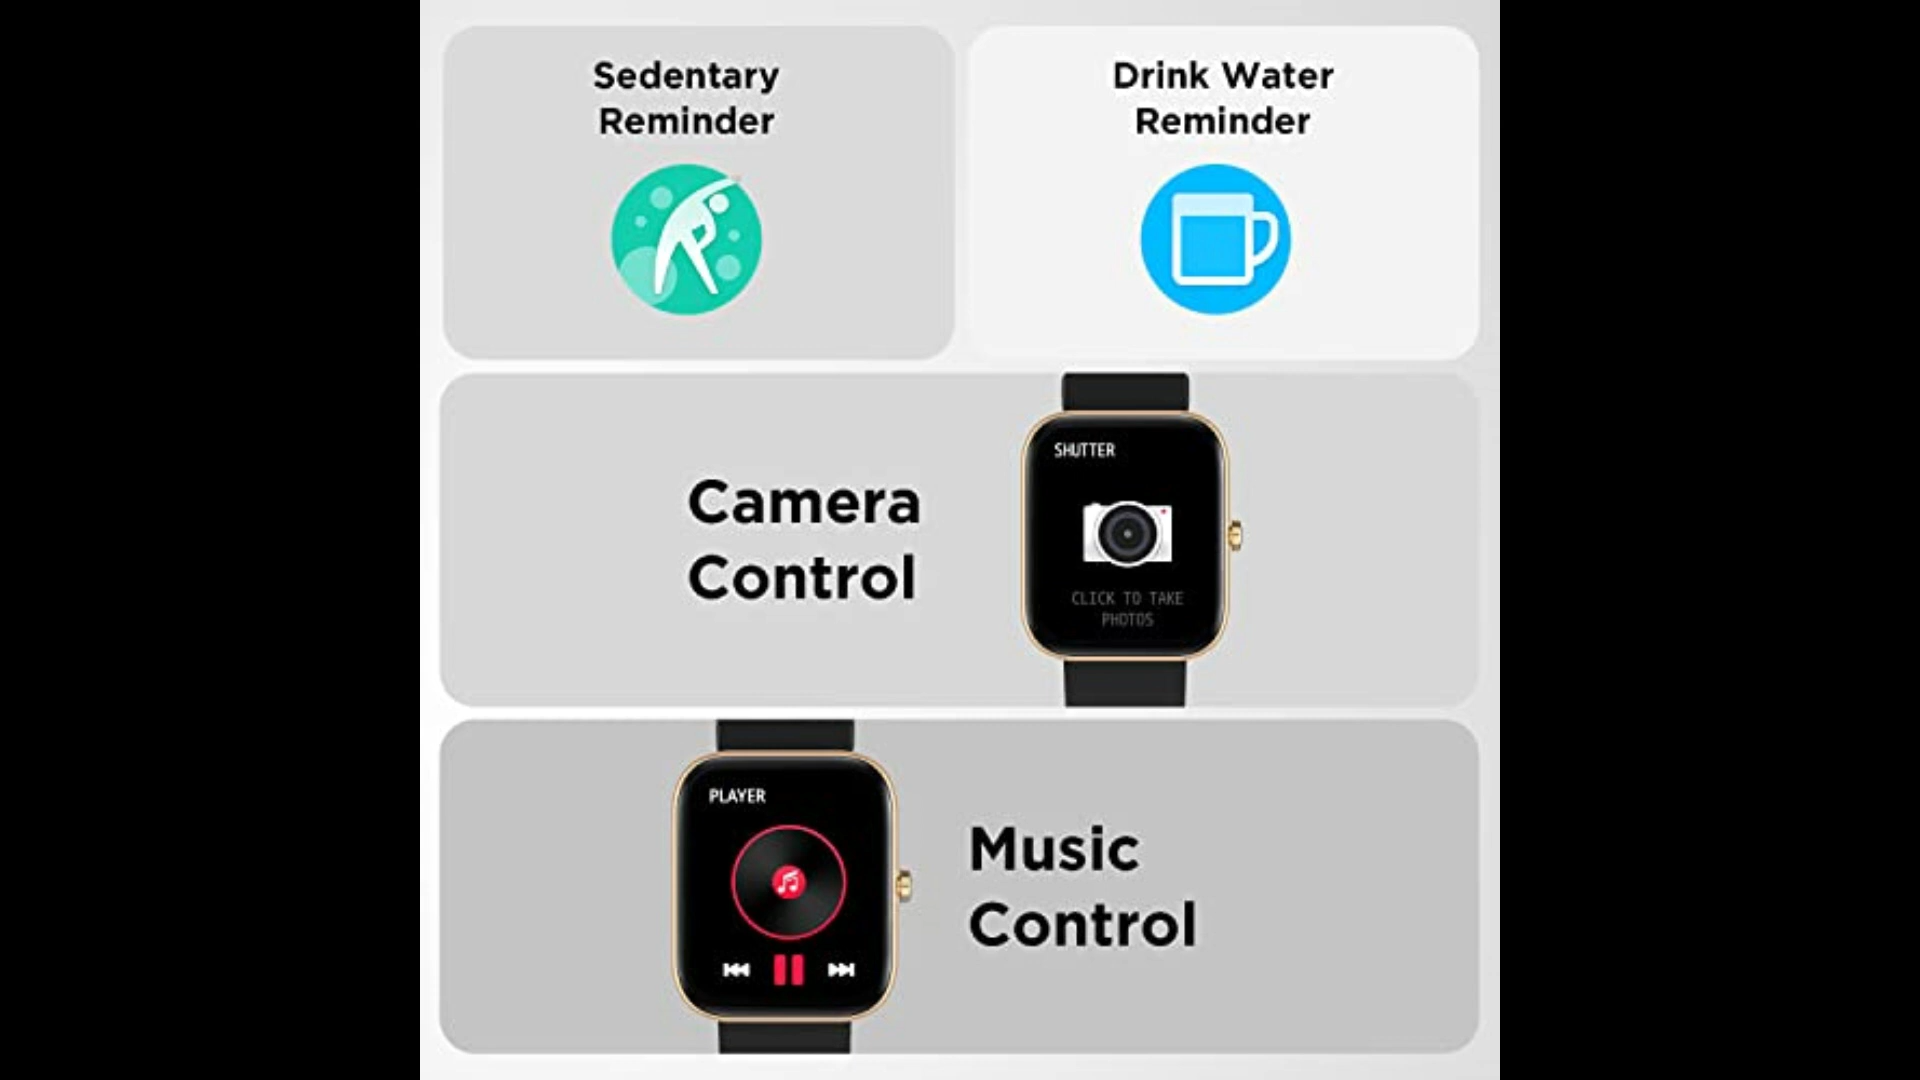 Sedentary
Reminder
Drink Water
Reminder
Camera
Control
SHUTTER
CLICK TO TAKE
PHOTOS
PLAYER
Music
Control